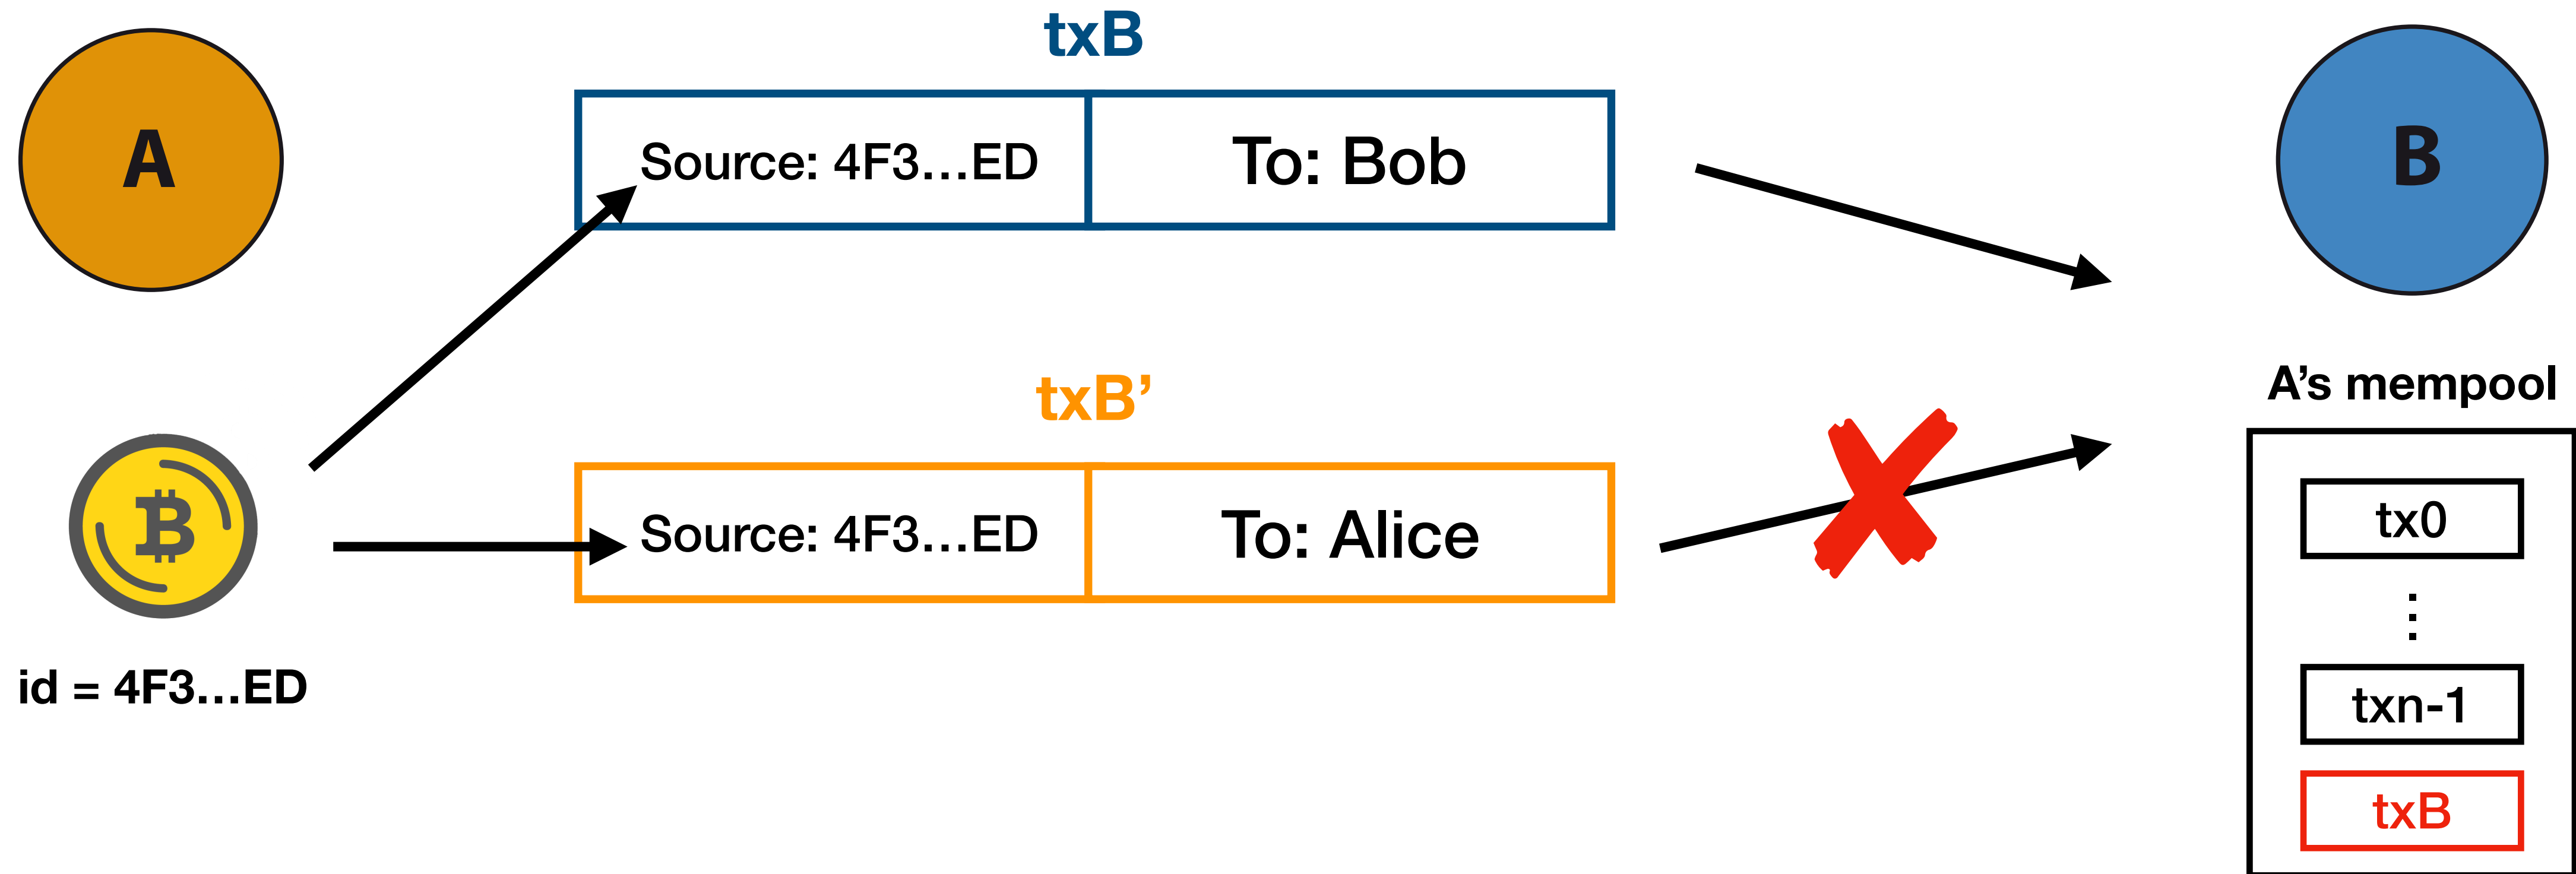 txB
A
Source: 4F3...ED
To: Bob
B
A's mempool
txB’
₿
Source: 4F3...ED
To: Alice
tx0
⋮
txn-1
id = 4F3...ED
txB